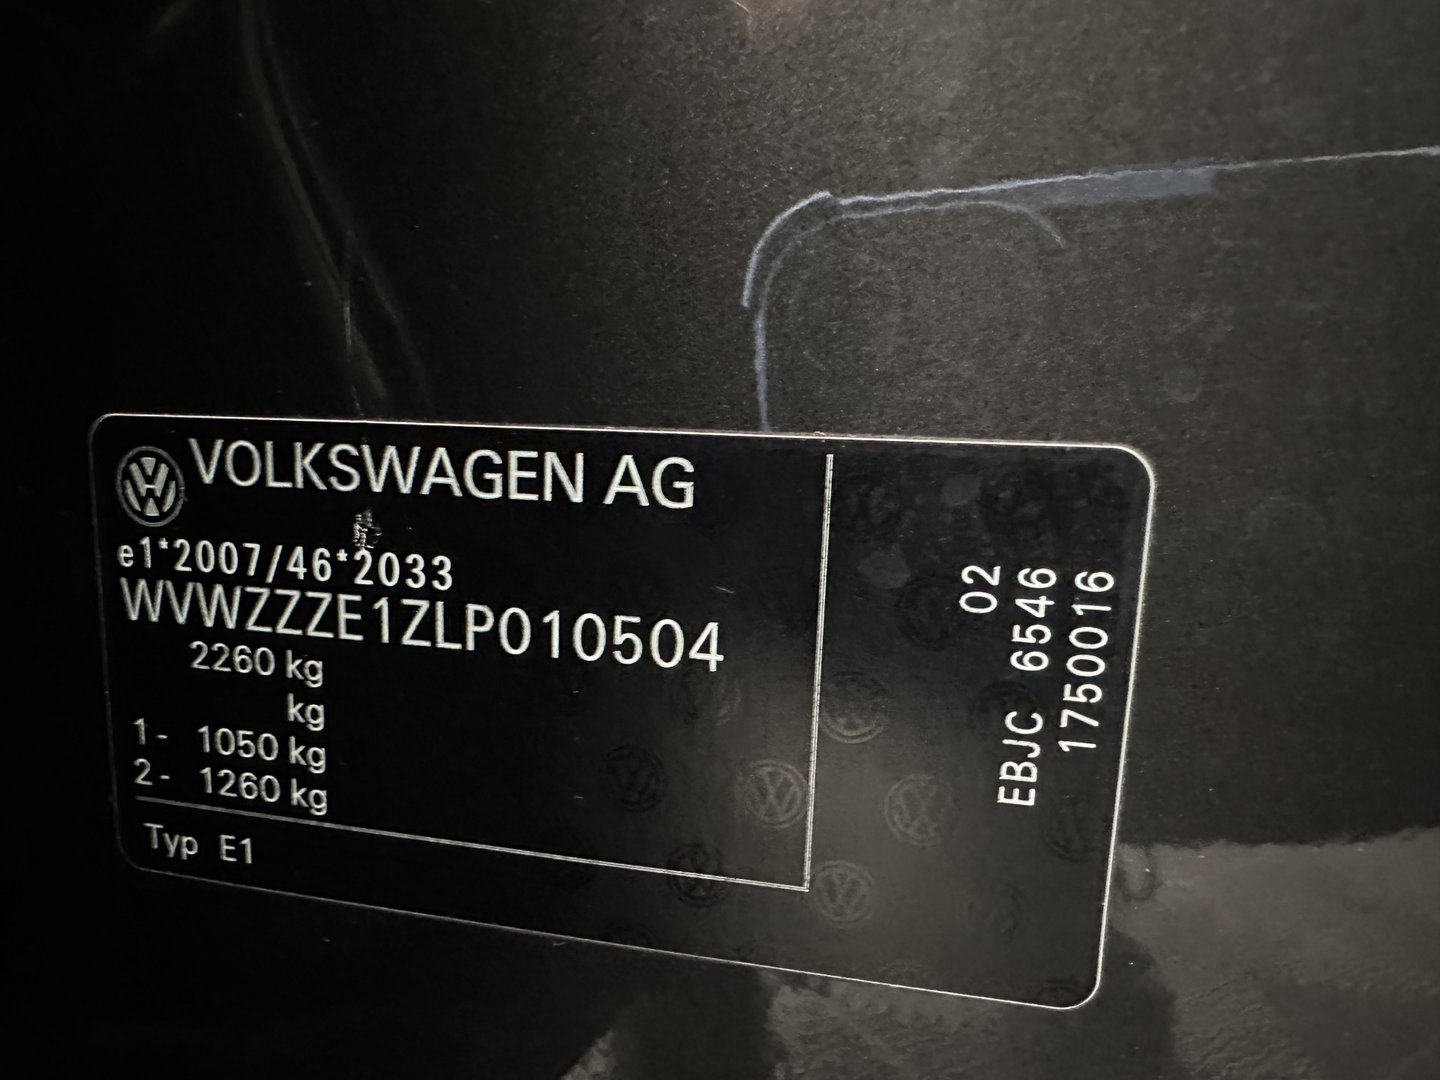 VOLKSWAGEN AG
e1*2007/46*2033
WVWZZZE1ZLP010504
2260 kg
kg
1- 1050 kg
2- 1260 kg
Typ E1
02
EBJC 6546
1750016